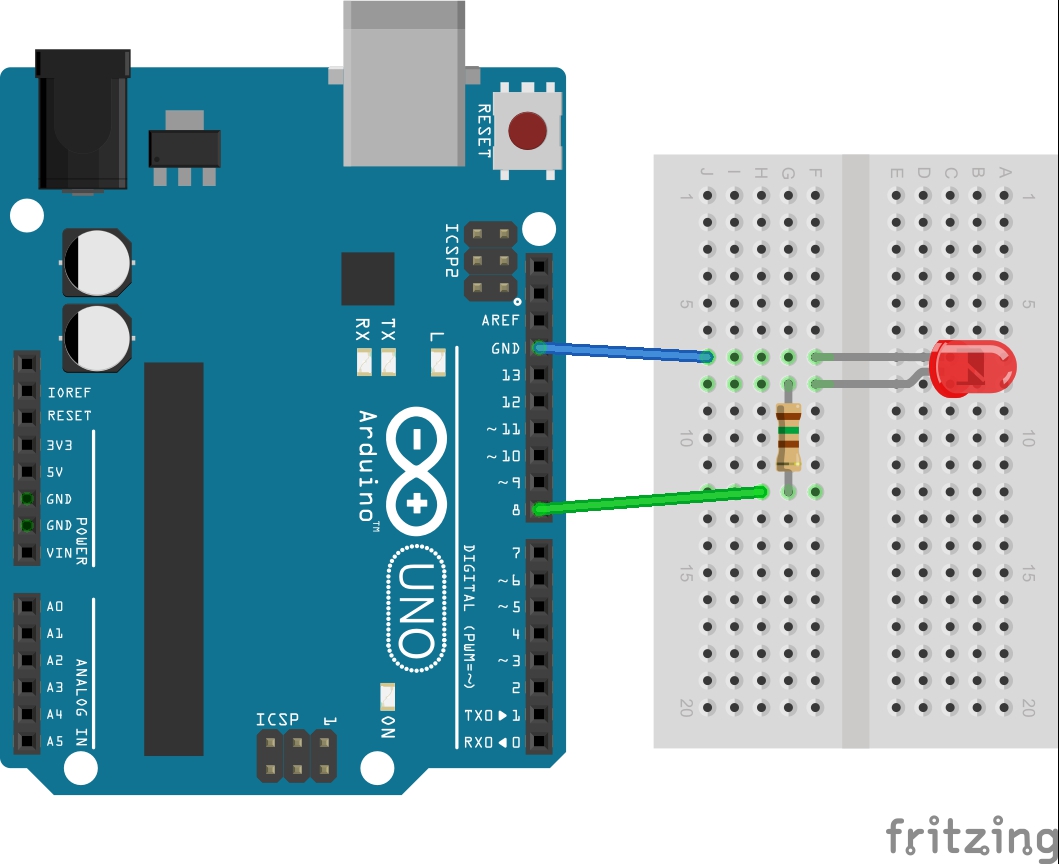 RESET
ICSP2
AREF
GND
13
12
~11
~10
~9
8
7
~6
~5
4
~3
2
TX0▶1
RX0◀0
DIGITAL (PWM=~)
RX
TX
L
Arduino™
UNO
ON
ICSP
1
IOREF
RESET
3V3
5V
GND
GND
VIN
POWER
A0
A1
A2
A3
A4
A5
ANALOG IN
J I H G F E D C B A
1 1
5 5
10 10
15 15
20 20
fritzing